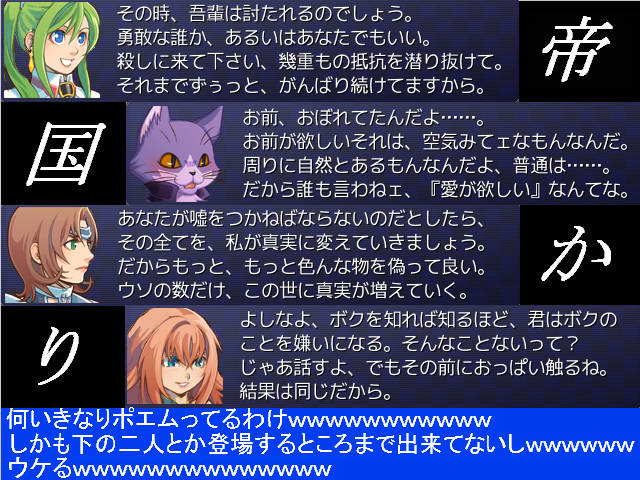 その時、吾輩は討たれるのでしょう。
勇敢な誰か、あるいはあなたでもいい。
殺しに来て下さい、幾重もの抵抗を潜り抜けて。
それまでずぅっと、がんばり続けてますから。
帝
国
お前、おぼれてたんだよ……。
お前が欲しいそれは、空気みてェなもんなんだ。
周りに自然とあるもんなんだよ、普通は……。
だから誰も言わねェ、『愛が欲しい』なんてな。
あなたが嘘をつかねばならないのだとしたら、
その全てを、私が真実に変えていきましょう。
だからもっと、もっと色んな物を偽って良い。
ウソの数だけ、この世に真実が増えていく。
か
り
よしなよ、ボクを知れば知るほど、君はボクの
ことを嫌いになる。そんなことないって？
じゃあ話すよ、でもその前におっぱい触るね。
結果は同じだから。
何いきなりポエムってるわけwwwwwwwwwwww
しかも下の二人とか登場するところまで出来てないしwwwwww
ウケるwwwwwwwwwwwwwww